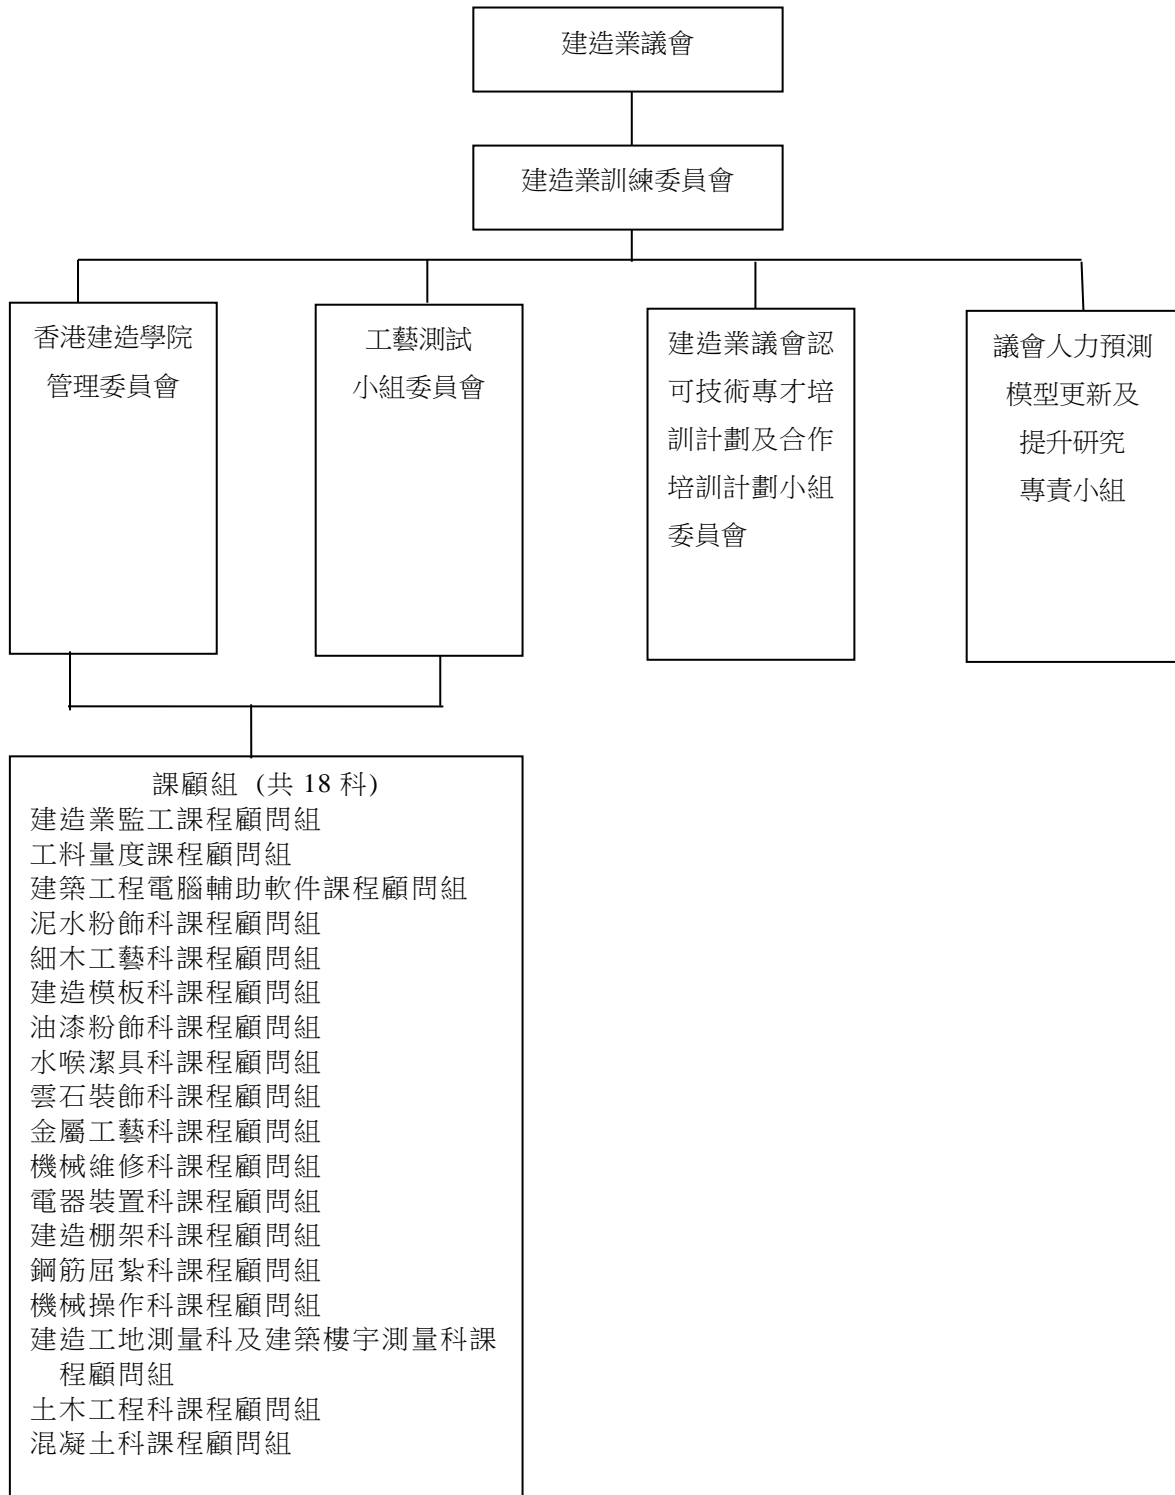 建造業議會
建造業訓練委員會
香港建造學院
管理委員會
工藝測試
小組委員會
建造業議會認
可技術專才培
訓計劃及合作
培訓計劃小組
委員會
議會人力預測
模型更新及
提升研究
專責小組
課顧組 (共 18 科)
建造業監工課程顧問組
工料量度課程顧問組
建築工程電腦輔助軟件課程顧問組
泥水粉飾科課程顧問組
細木工藝科課程顧問組
建造模板科課程顧問組
油漆粉飾科課程顧問組
水喉潔具科課程顧問組
雲石裝飾科課程顧問組
金屬工藝科課程顧問組
機械維修科課程顧問組
電器裝置科課程顧問組
建造棚架科課程顧問組
鋼筋屈紮科課程顧問組
機械操作科課程顧問組
建造工地測量科及建築樓宇測量科課
程顧問組
土木工程科課程顧問組
混凝土科課程顧問組